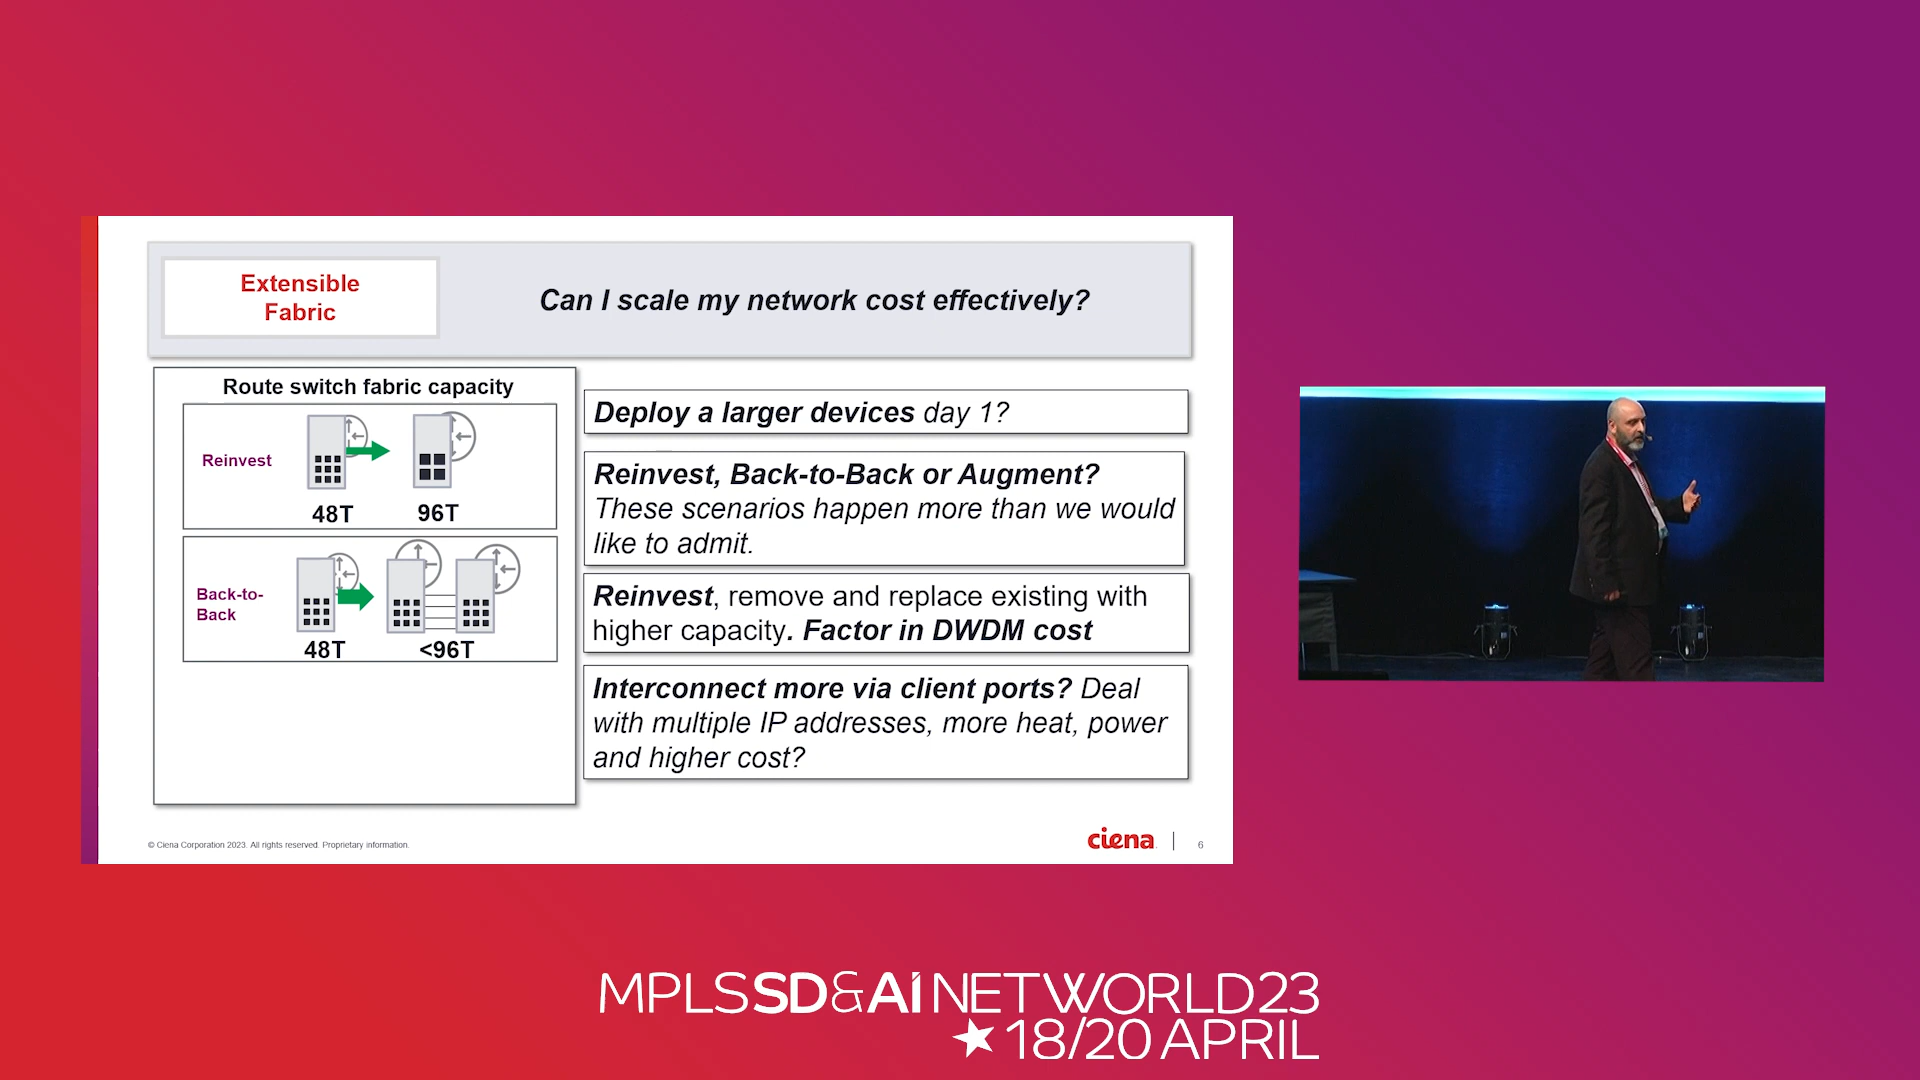 Extensible
Fabric
Can I scale my network cost effectively?
Route switch fabric capacity
Reinvest
48T
96T
Back-to-
Back
48T
<96T
Deploy a larger devices day 1?
Reinvest, Back-to-Back or Augment?
These scenarios happen more than we would
like to admit.
Reinvest, remove and replace existing with
higher capacity. Factor in DWDM cost
Interconnect more via client ports? Deal
with multiple IP addresses, more heat, power
and higher cost?
© Ciena Corporation 2023. All rights reserved. Proprietary information.
ciena
6
MPLSSD&AI NETWORLD23
18/20 APRIL